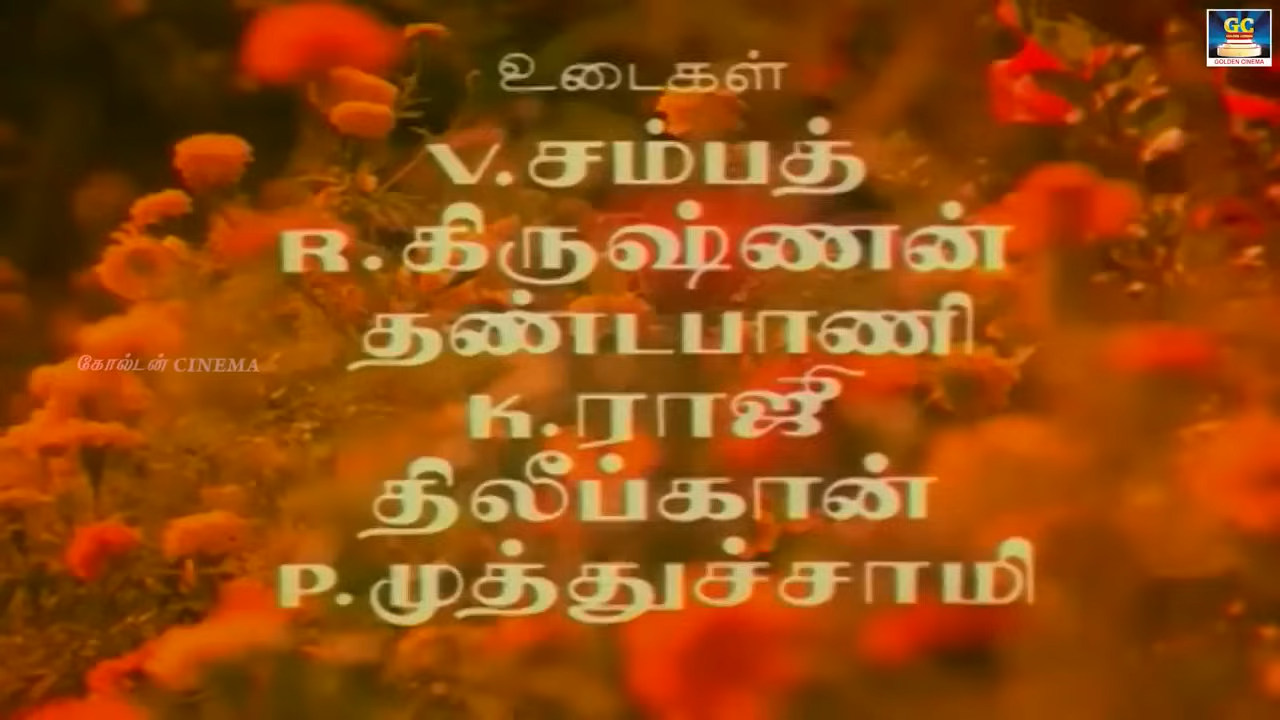 GC
GOLDEN CINEMA
உடைகள்
V. சம்பத்
R. கிருஷ்ணன்
தண்டபாணி
K. ராஜி
திலீப்கான்
P. முத்துச்சாமி
கோல்டன் CINEMA